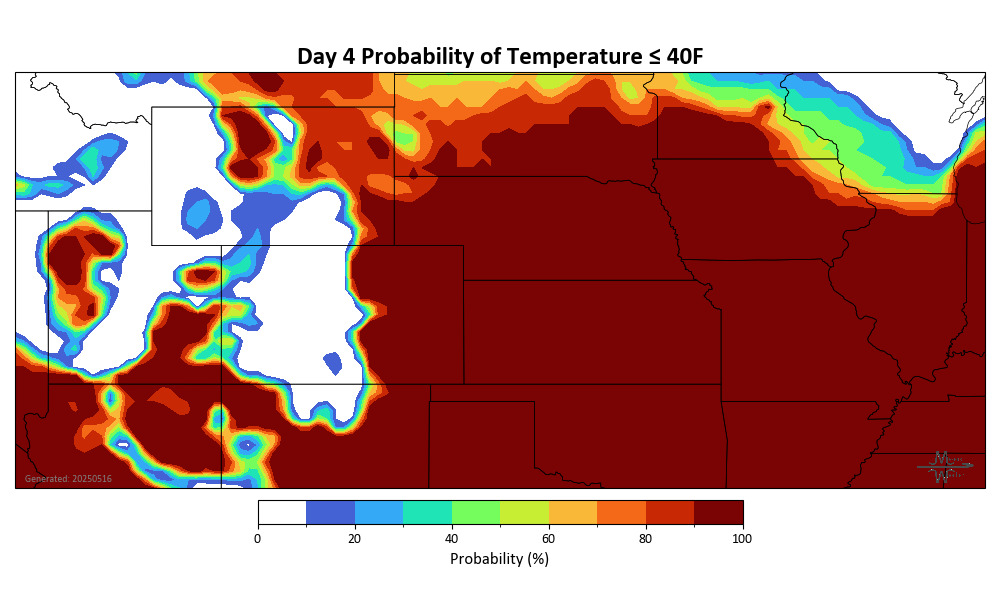 Day 4 Probability of Temperature ≤ 40F
Generated: 20250516
0 20 40 60 80 100
Probability (%)